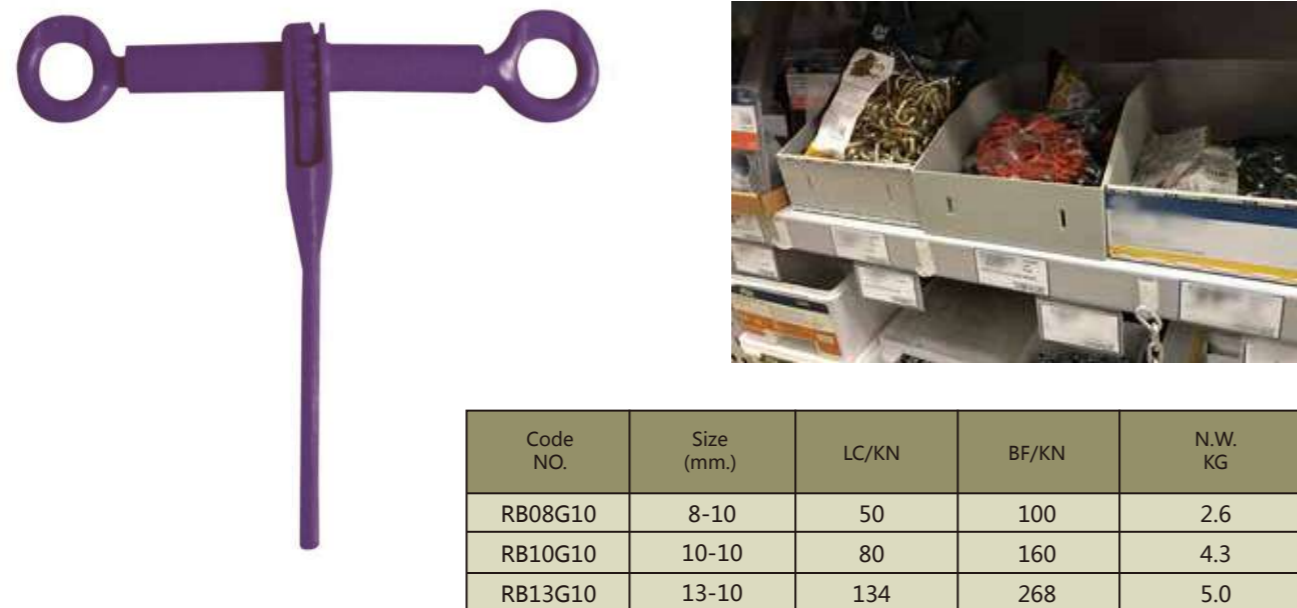 Code
NO.
Size
(mm.)
LC/KN
BF/KN
N.W.
KG
RB08G10 8-10 50 100 2.6
RB10G10 10-10 80 160 4.3
RB13G10 13-10 134 268 5.0